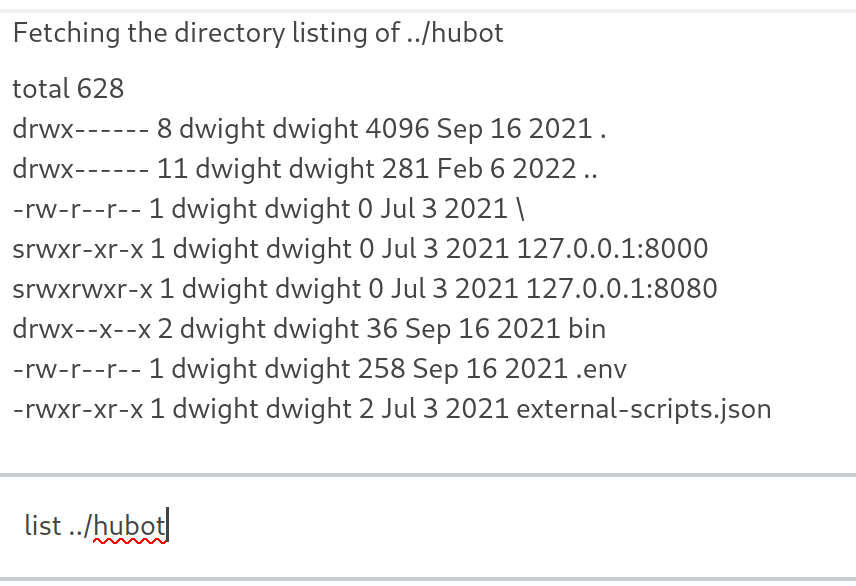 Fetching the directory listing of ../hubot
total 628
drwx------ 8 dwight dwight 4096 Sep 16 2021 .
drwx------ 11 dwight dwight 281 Feb 6 2022 ..
-rw-r--r-- 1 dwight dwight 0 Jul 3 2021 \
srwxr-xr-x 1 dwight dwight 0 Jul 3 2021 127.0.0.1:8000
srwxrwxr-x 1 dwight dwight 0 Jul 3 2021 127.0.0.1:8080
drwx--x--x 2 dwight dwight 36 Sep 16 2021 bin
-rw-r--r-- 1 dwight dwight 258 Sep 16 2021 .env
-rwxr-xr-x 1 dwight dwight 2 Jul 3 2021 external-scripts.json
list ../hubot